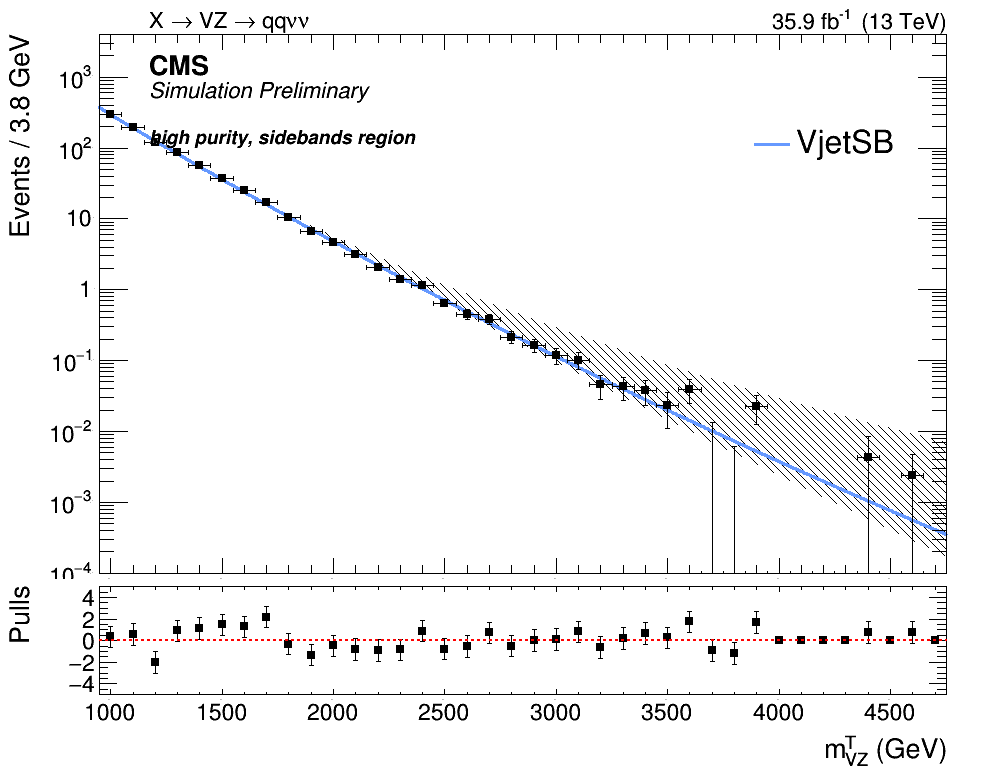 X → VZ → qqνν
35.9 fb⁻¹ (13 TeV)
Events / 3.8 GeV
CMS
Simulation Preliminary
high purity, sidebands region
VjetSB
10³
10²
10
1
10⁻¹
10⁻²
10⁻³
10⁻⁴
Pulls
4
2
0
−2
−4
1000 1500 2000 2500 3000 3500 4000 4500
m^T_VZ (GeV)